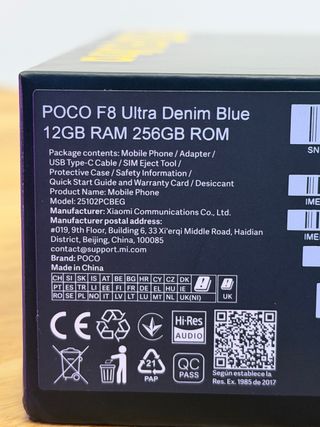 POCO F8 Ultra Denim Blue
12GB RAM 256GB ROM
Package contents: Mobile Phone / Adapter /
USB Type-C Cable / SIM Eject Tool /
Protective Case / Safety Information /
Quick Start Guide and Warranty Card / Desiccant
Product Name: Mobile Phone
Model: 25102PCBEG
Manufacturer: Xiaomi Communications Co., Ltd.
Manufacturer postal address:
#019, 9th Floor, Building 6, 33 Xi'erqi Middle Road, Haidian
District, Beijing, China, 100085
contact@support.mi.com
Brand: POCO
Made in China
CH SI SK IS AT BE BG HR CY CZ DK
PT ES TR LI EE FI FR DE EL HU IE
RO SE PL NO IT LV LT LU MT NL UK(NI)
UK
SN
IME
IME
CE
Hi-Res
AUDIO
21
PAP
QC
PASS
Según establece la
Res. Ex. 1985 de 2017